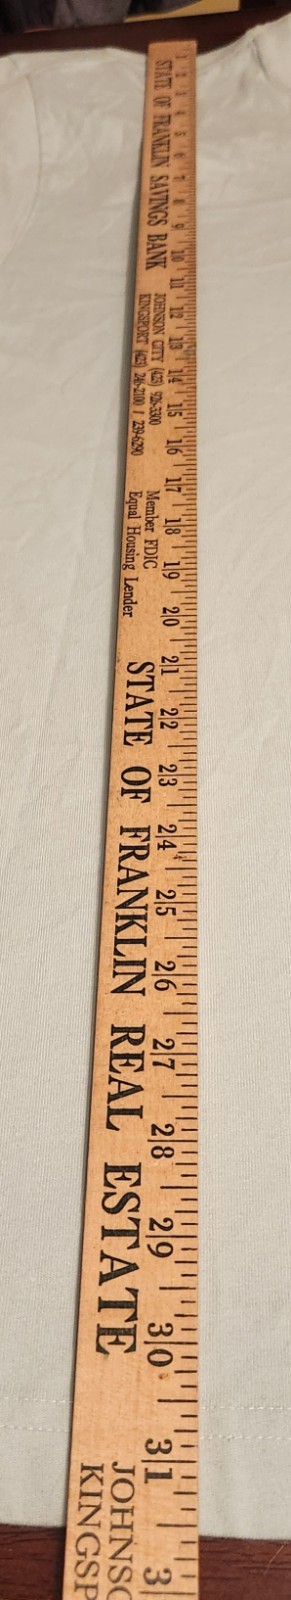 1 2 3 4 5 6 7 8 9 10 11 12 13 14 15 16 17 18 19 20 21 22 23 24 25 26 27 28 29 30 31 3
STATE OF FRANKLIN SAVINGS BANK
JOHNSON CITY (423) 926-3300
KINGSPORT (423) 246-2100 / 239-6290
Member FDIC
Equal Housing Lender
STATE OF FRANKLIN REAL ESTATE
JOHNSO
KINGSP